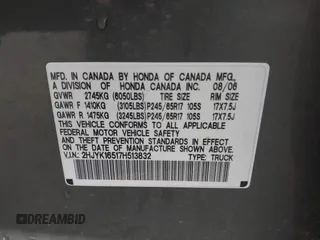 MFD. IN CANADA BY HONDA OF CANADA MFG.,
A DIVISION OF HONDA CANADA INC. 08/06
GVWR 2745KG (6050LBS) TIRE SIZE RIM SIZE
GAWR F 1410KG (3105LBS) P245/65R17 105S 17X7.5J
GAWR R 1475KG (3245LBS) P245/65R17 105S 17X7.5J
THIS VEHICLE CONFORMS TO ALL APPLICABLE
FEDERAL MOTOR VEHICLE SAFETY
AND THEFT PREVENTION STANDARDS IN EFFECT
ON THE DATE OF MANUFACTURE SHOWN ABOVE.
V.I.N.: 2HJYK16517H513832 TYPE: TRUCK
DREAMBID.COM